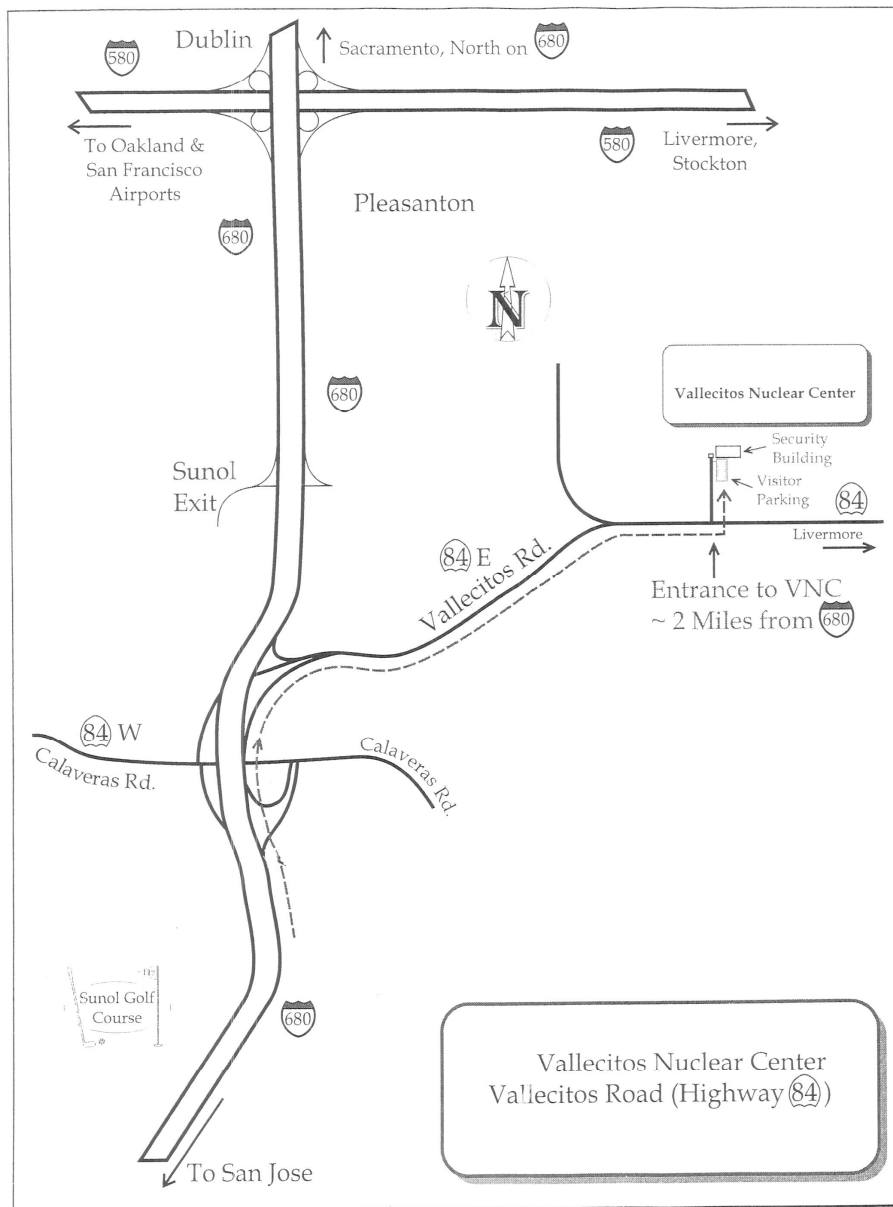 Dublin
580
Sacramento, North on 680
To Oakland &
San Francisco
Airports
580
Livermore,
Stockton
680
Pleasanton
N
680
Vallecitos Nuclear Center
Security
Building
Visitor
Parking
84
Livermore
Sunol
Exit
84 E
Vallecitos Rd.
Entrance to VNC
~ 2 Miles from 680
84 W
Calaveras Rd.
Calaveras
Rd.
Sunol Golf
Course
680
Vallecitos Nuclear Center
Vallecitos Road (Highway 84)
To San Jose